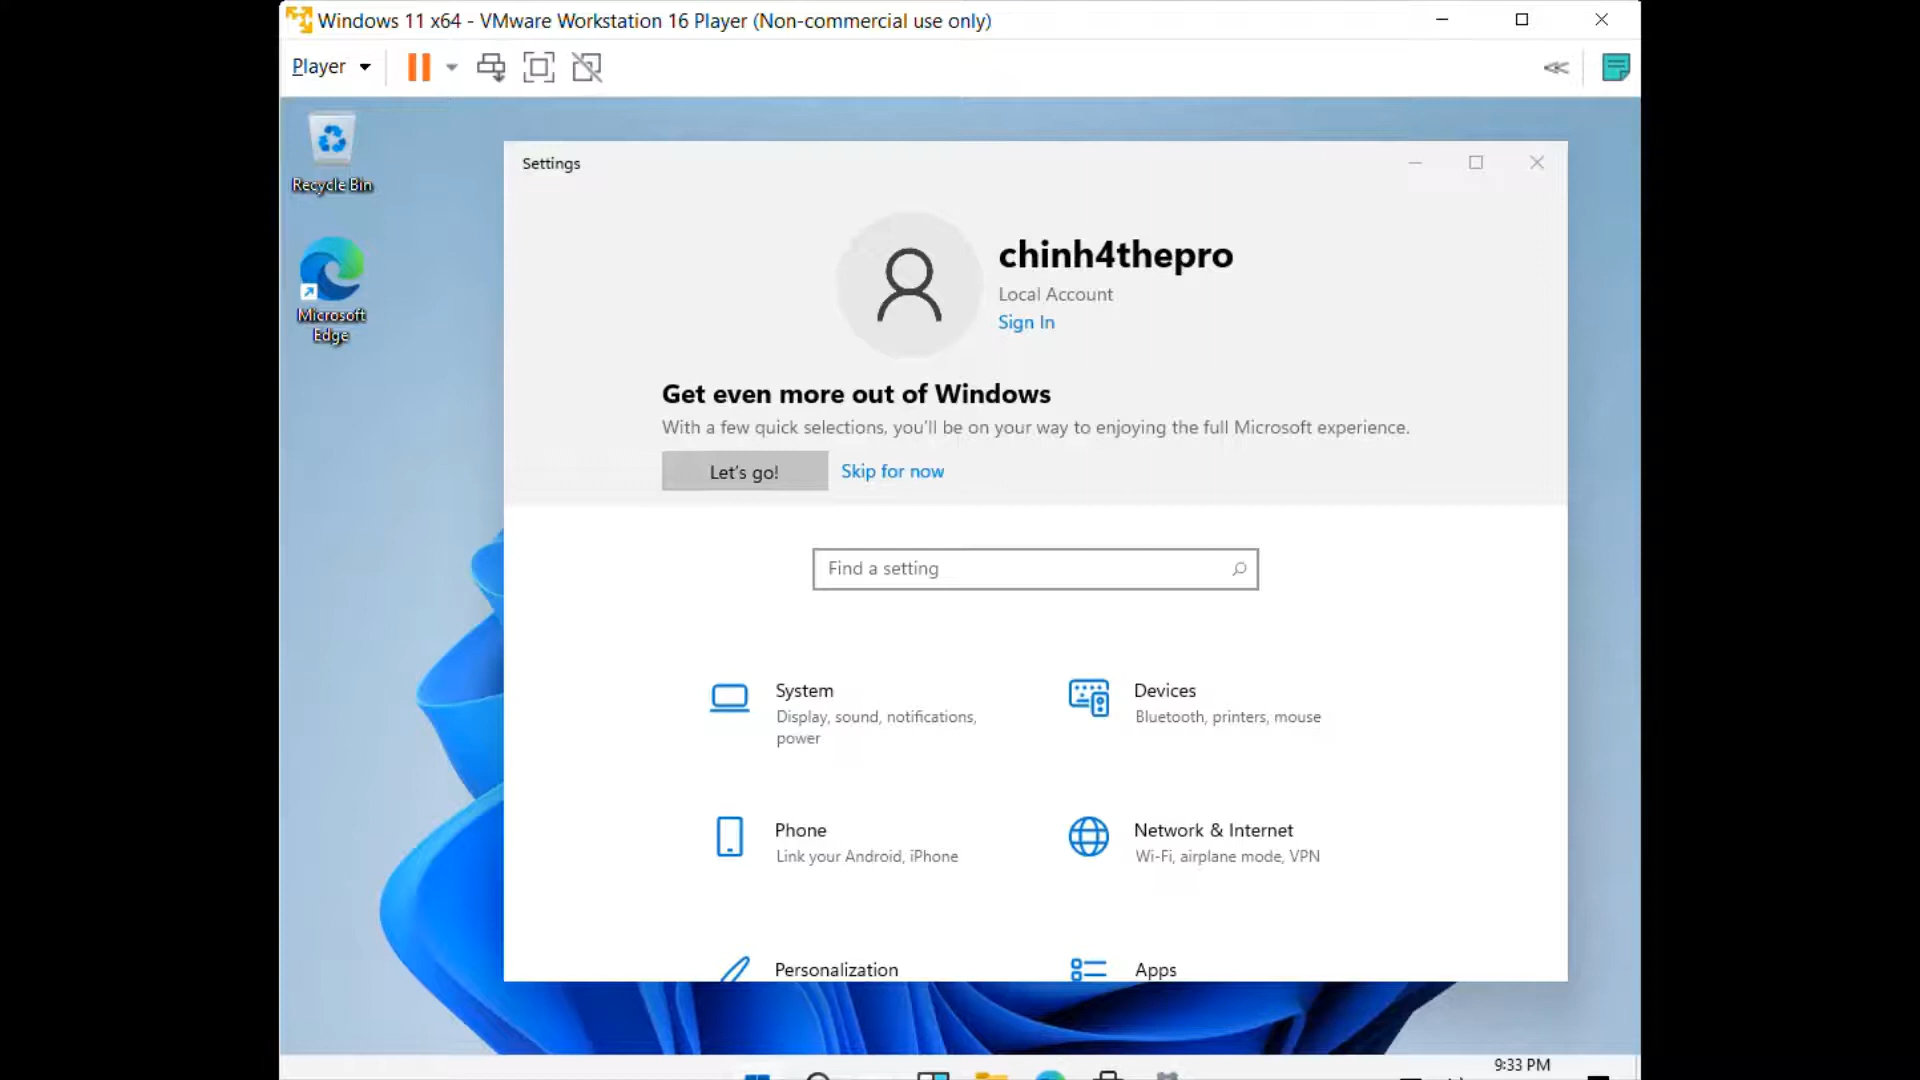 Windows 11 x64 - VMware Workstation 16 Player (Non-commercial use only)
Player
Recycle Bin
Microsoft
Edge
Settings
chinh4thepro
Local Account
Sign In
Get even more out of Windows
With a few quick selections, you'll be on your way to enjoying the full Microsoft experience.
Let's go!
Skip for now
Find a setting
System
Display, sound, notifications,
power
Devices
Bluetooth, printers, mouse
Phone
Link your Android, iPhone
Network & Internet
Wi-Fi, airplane mode, VPN
Personalization
Apps
9:33 PM